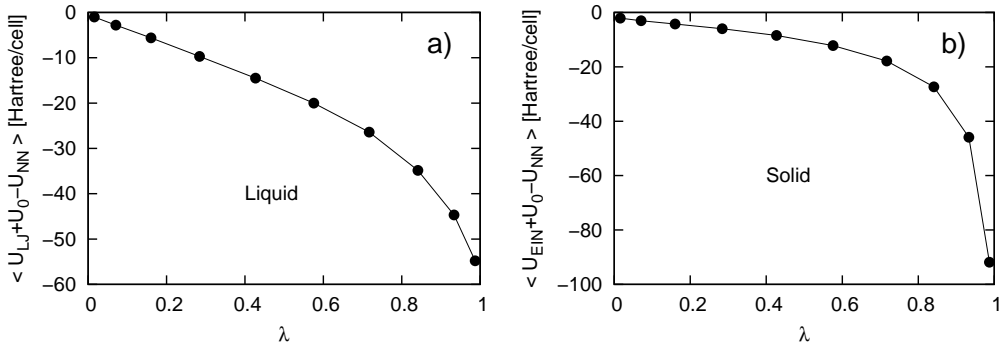 < U_LJ+U_0−U_NN > [Hartree/cell]
0
−10
−20
−30
−40
−50
−60
a)
Liquid
0 0.2 0.4 0.6 0.8 1
λ
< U_EIN+U_0−U_NN > [Hartree/cell]
0
−20
−40
−60
−80
−100
b)
Solid
0 0.2 0.4 0.6 0.8 1
λ